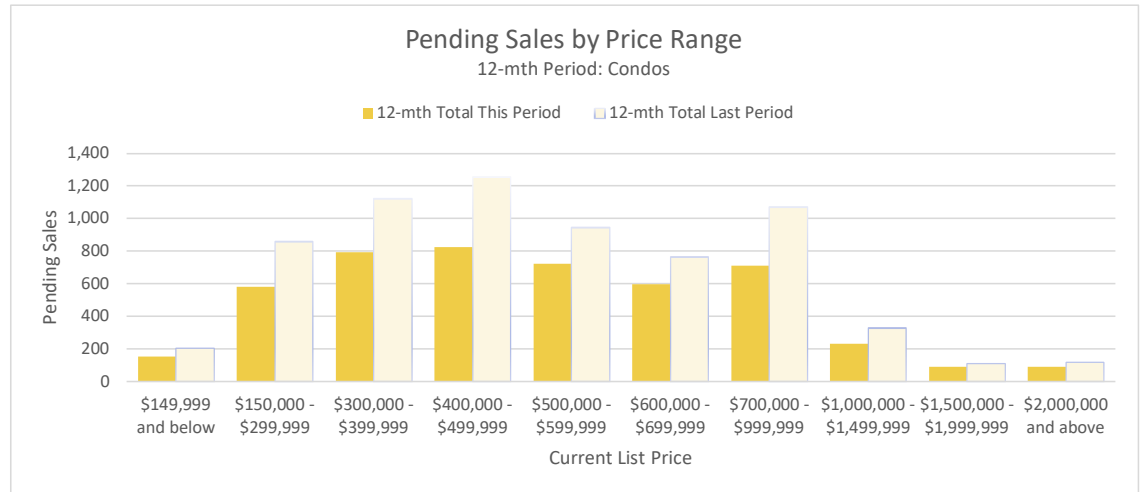 Pending Sales by Price Range
12-mth Period: Condos
12-mth Total This Period 12-mth Total Last Period
1,400
1,200
1,000
800
600
400
200
0
Pending Sales
$149,999 and below
$150,000 - $299,999
$300,000 - $399,999
$400,000 - $499,999
$500,000 - $599,999
$600,000 - $699,999
$700,000 - $999,999
$1,000,000 - $1,499,999
$1,500,000 - $1,999,999
$2,000,000 and above
Current List Price